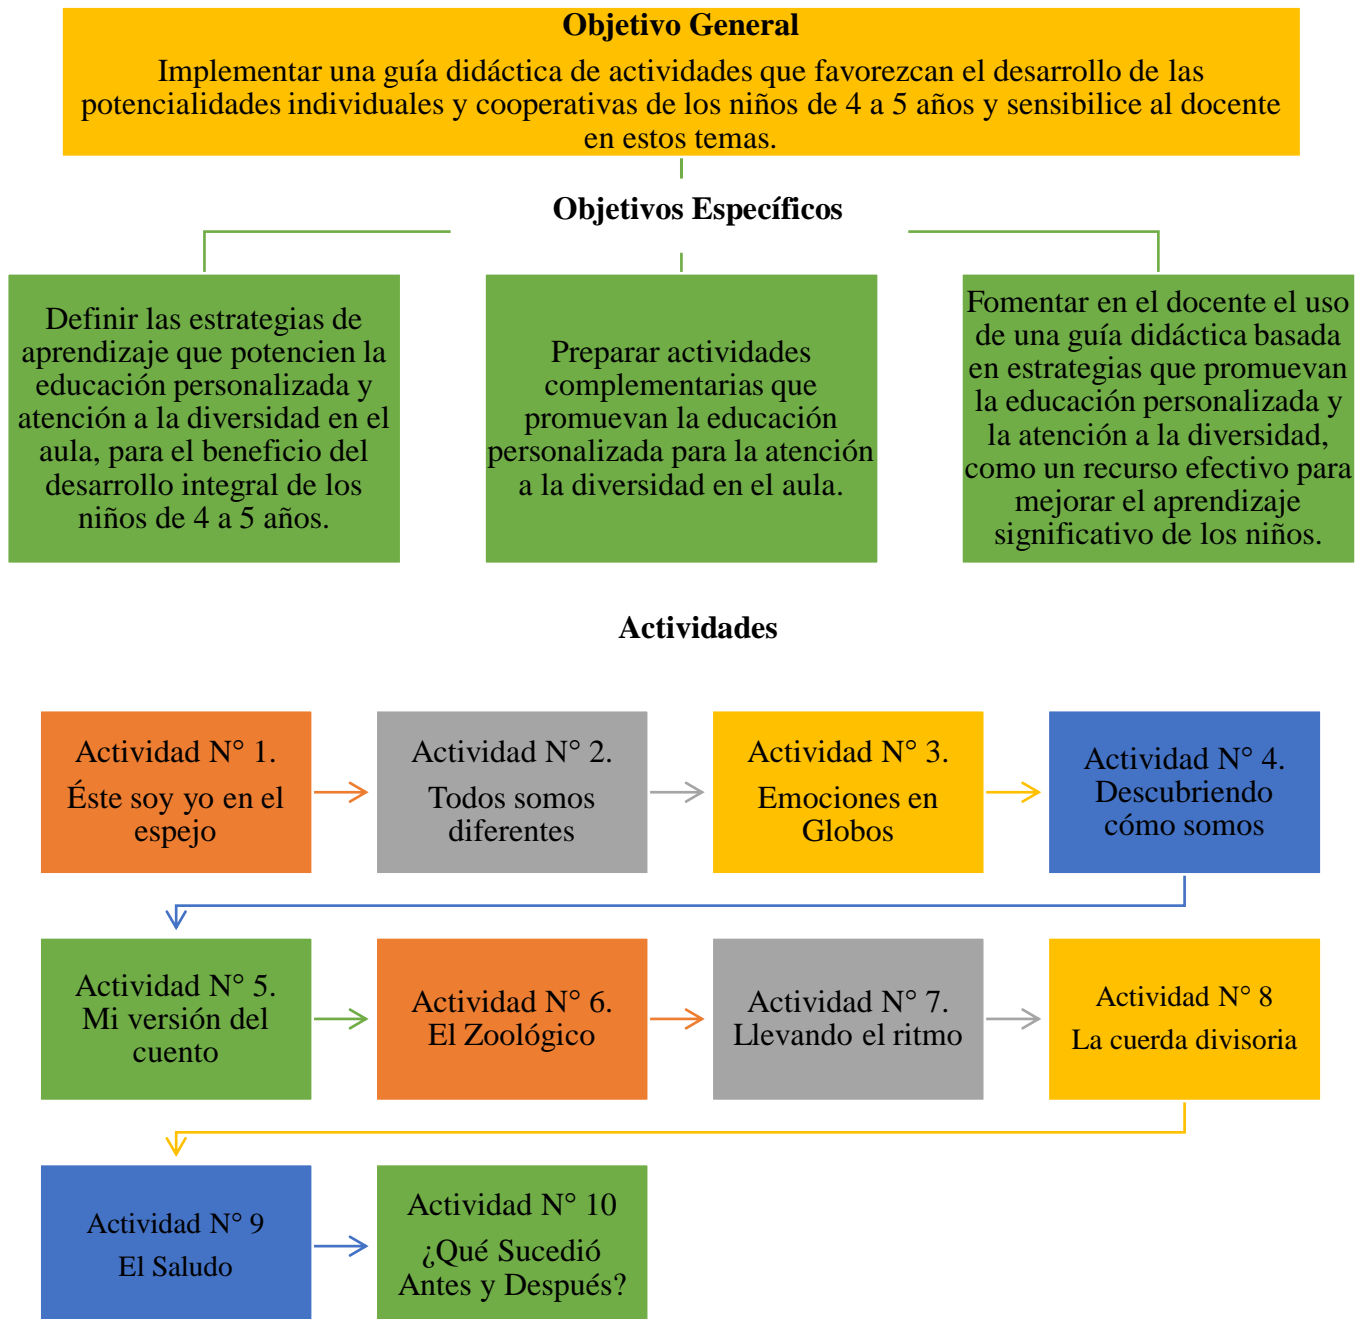 Objetivo General
Implementar una guía didáctica de actividades que favorezcan el desarrollo de las
potencialidades individuales y cooperativas de los niños de 4 a 5 años y sensibilice al docente
en estos temas.
Objetivos Específicos
Definir las estrategias de
aprendizaje que potencien la
educación personalizada y
atención a la diversidad en el
aula, para el beneficio del
desarrollo integral de los
niños de 4 a 5 años.
Preparar actividades
complementarias que
promuevan la educación
personalizada para la atención
a la diversidad en el aula.
Fomentar en el docente el uso
de una guía didáctica basada
en estrategias que promuevan
la educación personalizada y
la atención a la diversidad,
como un recurso efectivo para
mejorar el aprendizaje
significativo de los niños.
Actividades
Actividad N° 1.
Éste soy yo en el
espejo
Actividad N° 2.
Todos somos
diferentes
Actividad N° 3.
Emociones en
Globos
Actividad N° 4.
Descubriendo
cómo somos
Actividad N° 5.
Mi versión del
cuento
Actividad N° 6.
El Zoológico
Actividad N° 7.
Llevando el ritmo
Actividad N° 8
La cuerda divisoria
Actividad N° 9
El Saludo
Actividad N° 10
¿Qué Sucedió
Antes y Después?